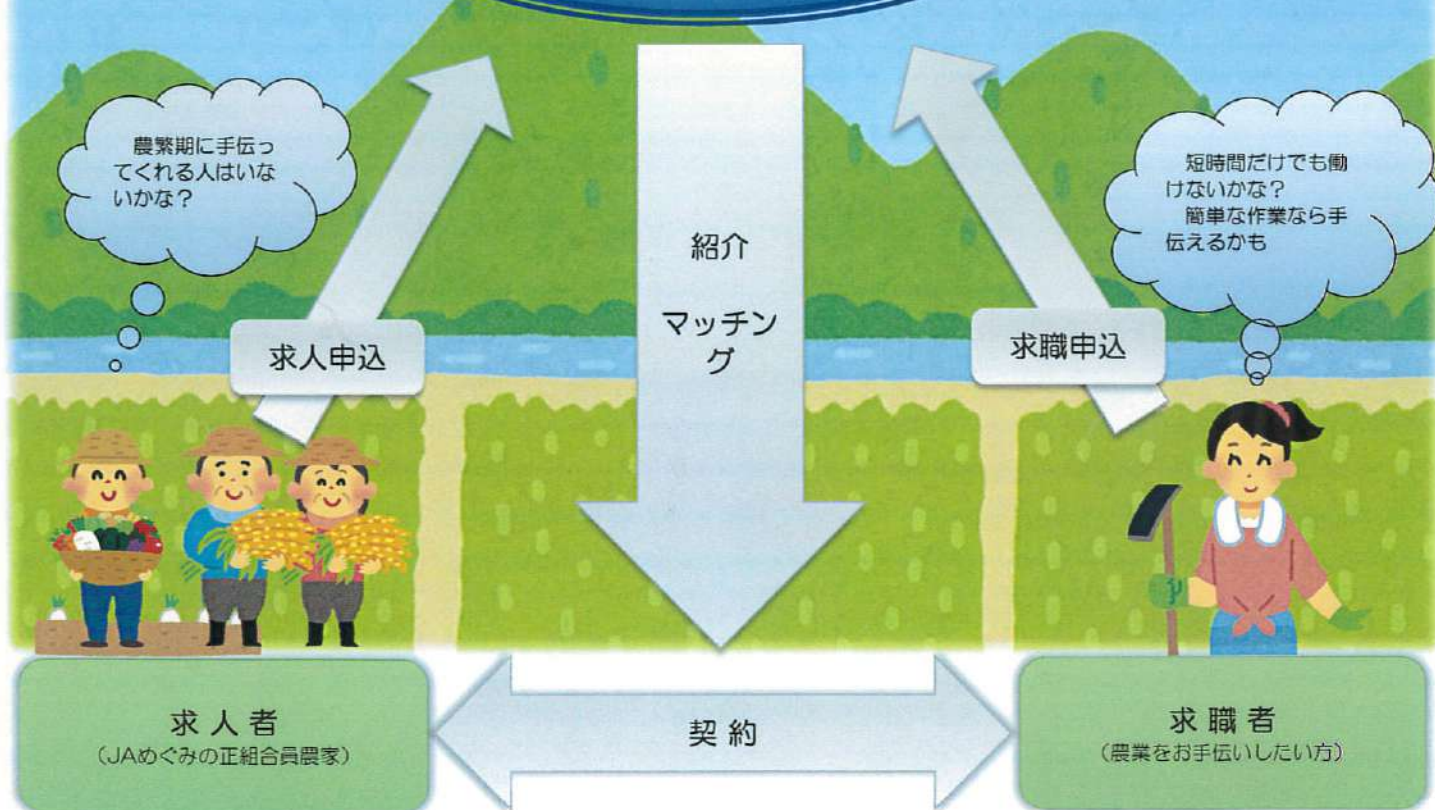 農繁期に手伝っ
てくれる人はいな
いかな？
短時間だけでも働
けないかな？
簡単な作業なら手
伝えるかも
紹介
マッチン
グ
求人申込
求職申込
求人者
（JAめぐみの正組合員農家）
契約
求職者
（農業をお手伝いしたい方）